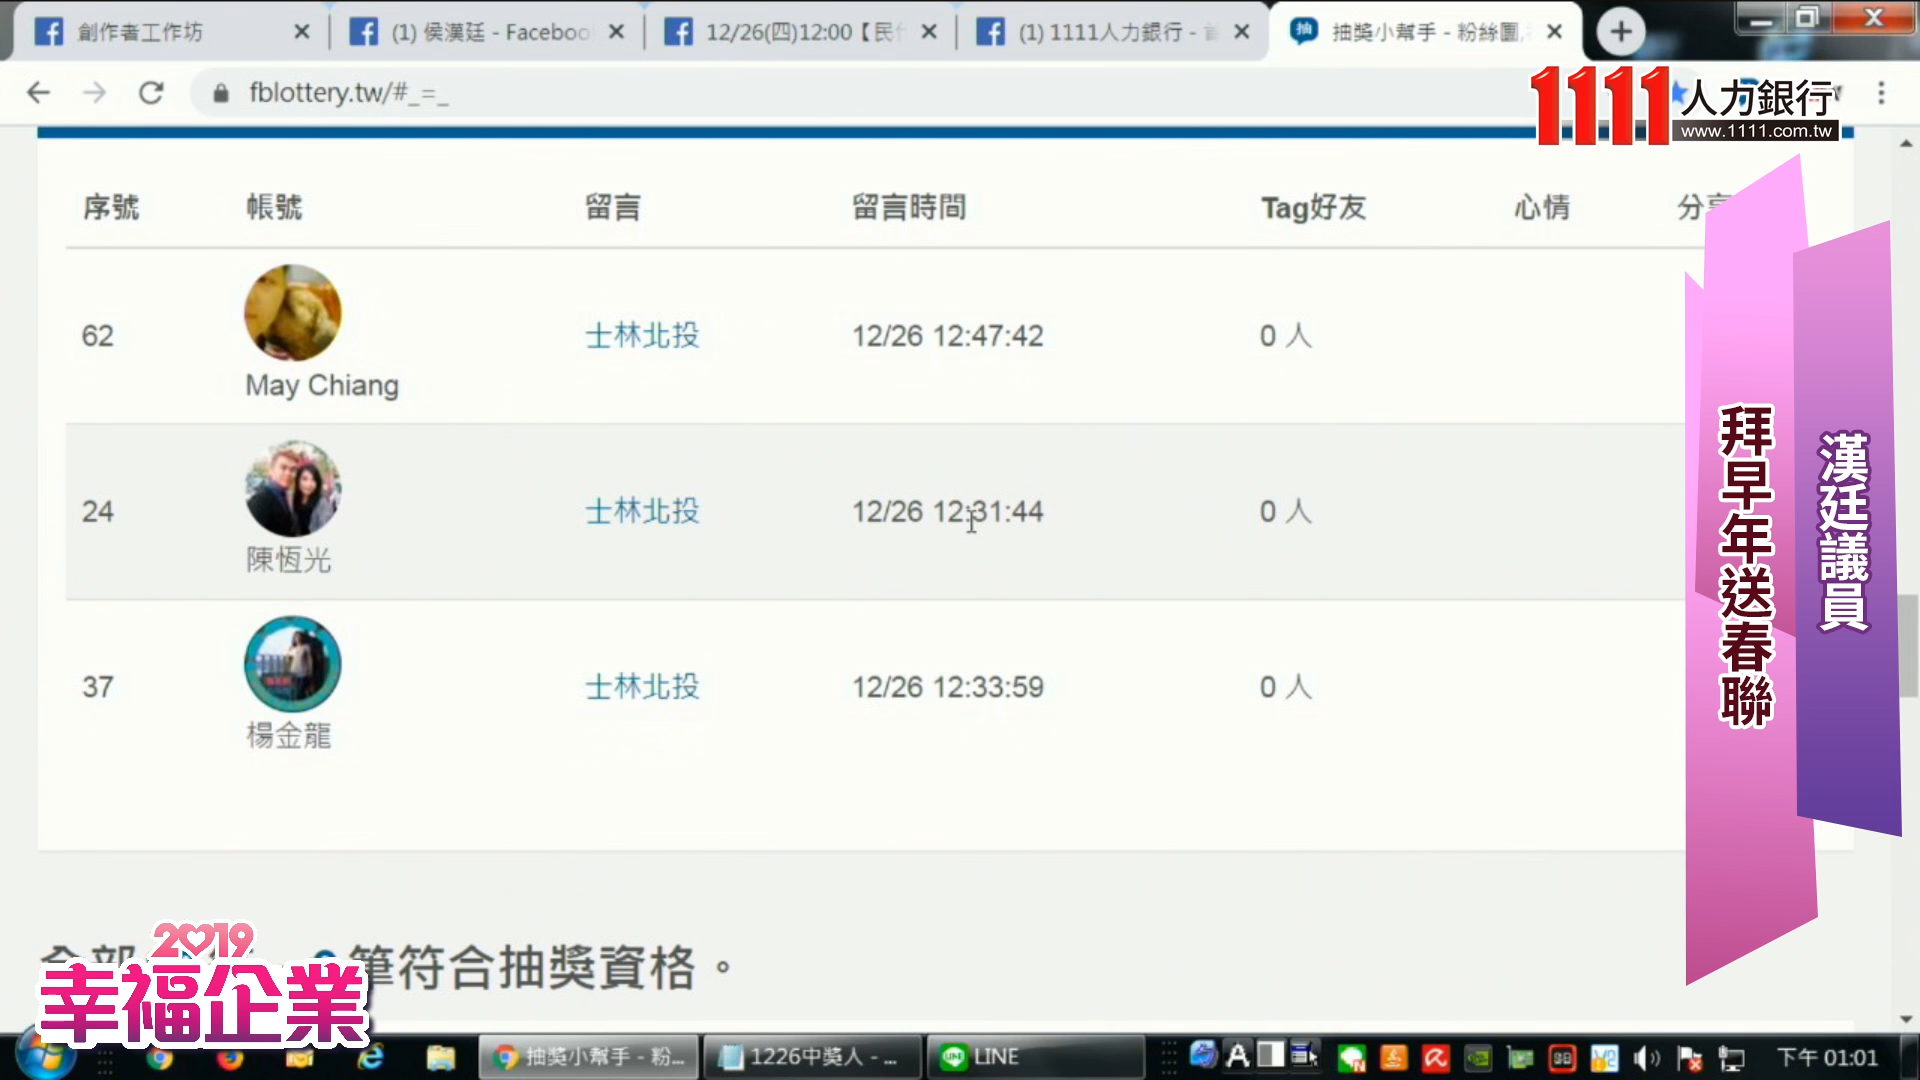 創作者工作坊
(1) 侯漢廷 - Faceboo
12/26(四)12:00【民
(1) 1111人力銀行 -
抽獎小幫手 - 粉絲團,
fblottery.tw/#_=_
1111人力銀行
www.1111.com.tw
序號 帳號 留言 留言時間 Tag好友 心情 分享
62 士林北投 12/26 12:47:42 0 人
May Chiang
24 士林北投 12/26 12:31:44 0 人
陳恆光
37 士林北投 12/26 12:33:59 0 人
楊金龍
漢廷議員
拜早年送春聯
筆符合抽獎資格。
2019
幸福企業
抽獎小幫手 - 粉...
1226中獎人 - ...
LINE
下午 01:01